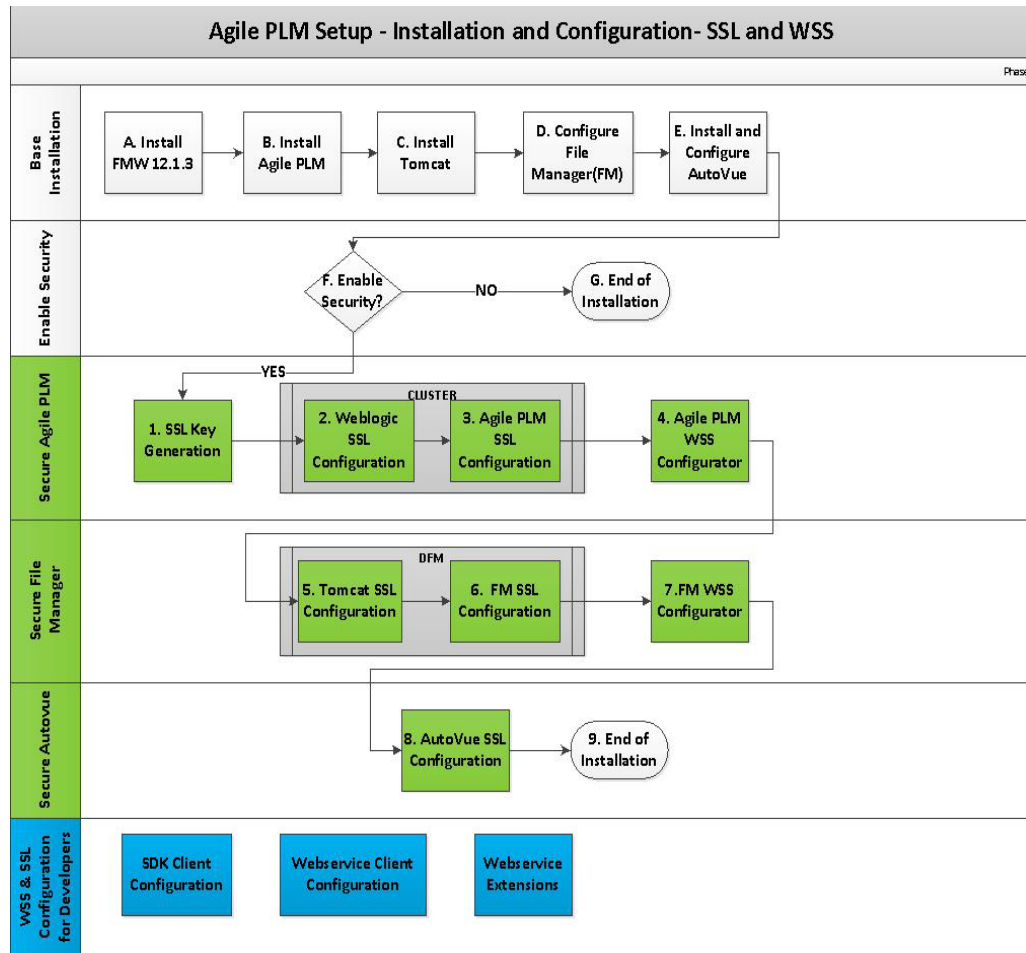 Agile PLM Setup - Installation and Configuration- SSL and WSS
Phase
Base
Installation
A. Install
FMW 12.1.3
B. Install
Agile PLM
C. Install
Tomcat
D. Configure
File
Manager(FM)
E. Install and
Configure
AutoVue
Enable Security
F. Enable
Security?
NO
G. End of
Installation
YES
Secure Agile PLM
CLUSTER
1. SSL Key
Generation
2. Weblogic
SSL
Configuration
3. Agile PLM
SSL
Configuration
4. Agile PLM
WSS
Configurator
Secure File
Manager
DFM
5. Tomcat SSL
Configuration
6. FM SSL
Configuration
7.FM WSS
Configurator
Secure Autovue
8. AutoVue SSL
Configuration
9. End of
Installation
WSS & SSL
Configuration
for Developers
SDK Client
Configuration
Webservice Client
Configuration
Webservice
Extensions